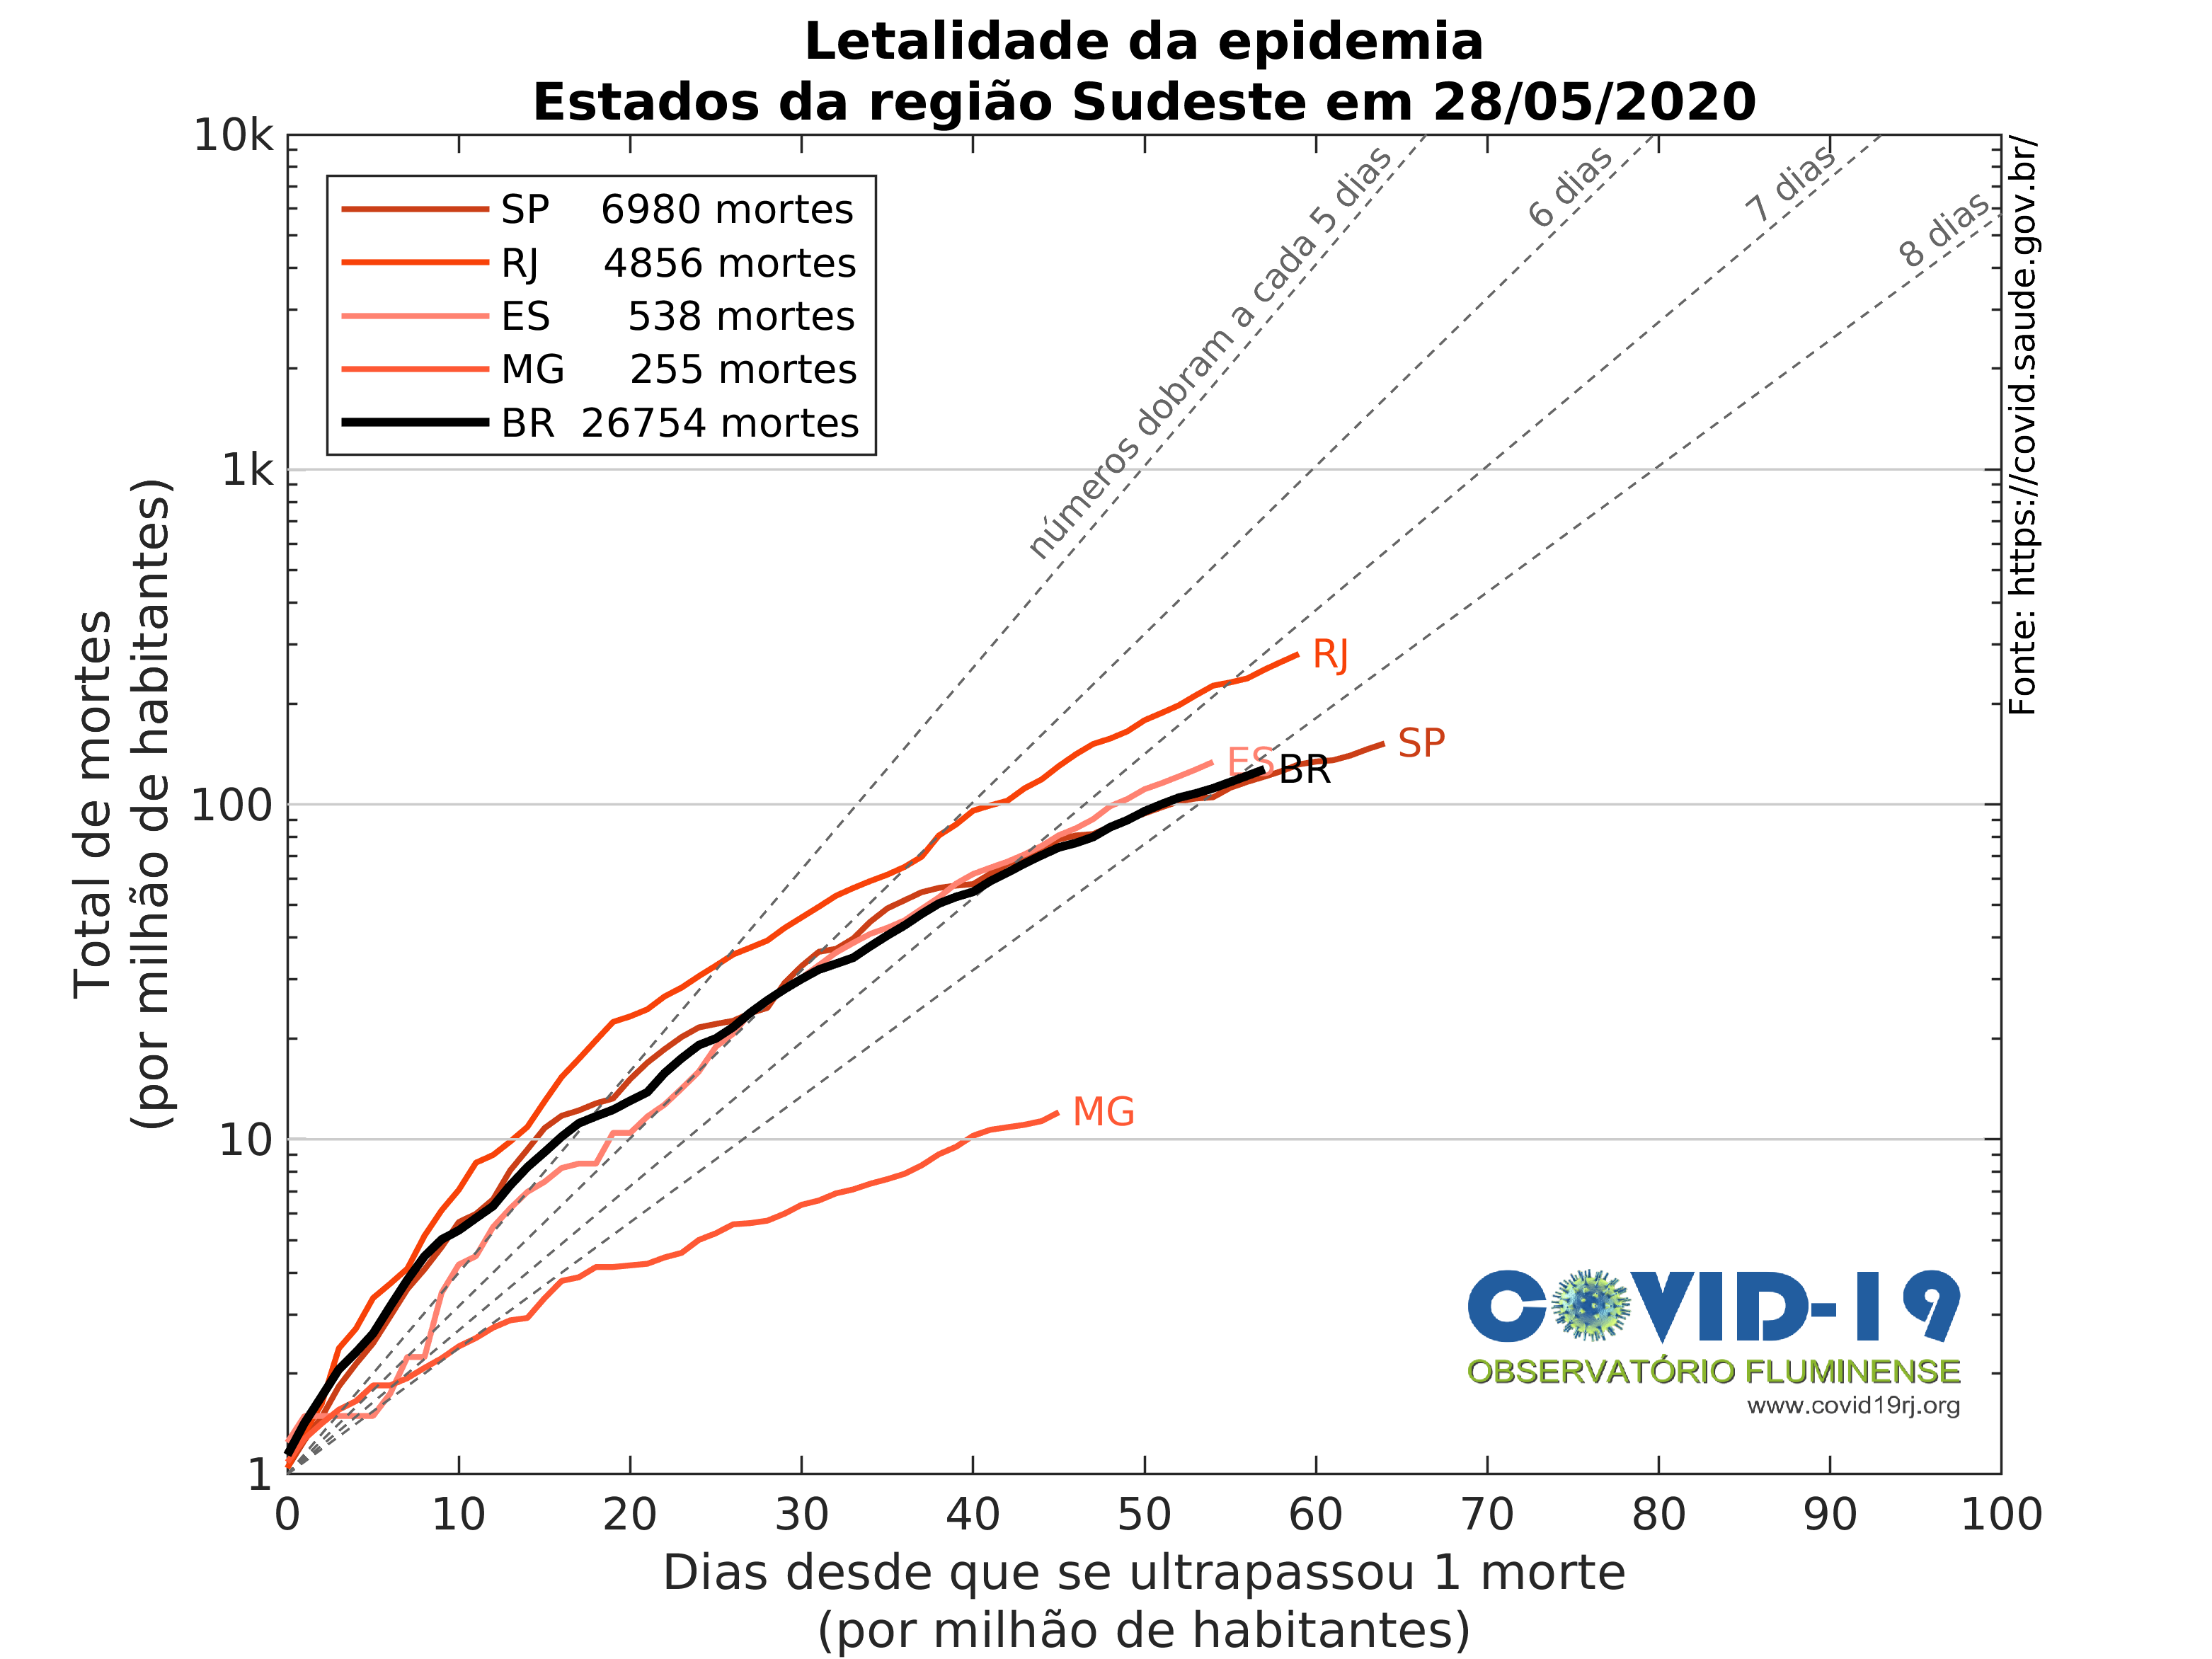 Letalidade da epidemia
Estados da região Sudeste em 28/05/2020
10k
1k
100
10
1
Total de mortes
(por milhão de habitantes)
SP 6980 mortes
RJ 4856 mortes
ES 538 mortes
MG 255 mortes
BR 26754 mortes
números dobram a cada 5 dias
6 dias
7 dias
8 dias
RJ
SP
ES
BR
MG
Fonte: https://covid.saude.gov.br/
COVID-19
OBSERVATÓRIO FLUMINENSE
www.covid19rj.org
0 10 20 30 40 50 60 70 80 90 100
Dias desde que se ultrapassou 1 morte
(por milhão de habitantes)